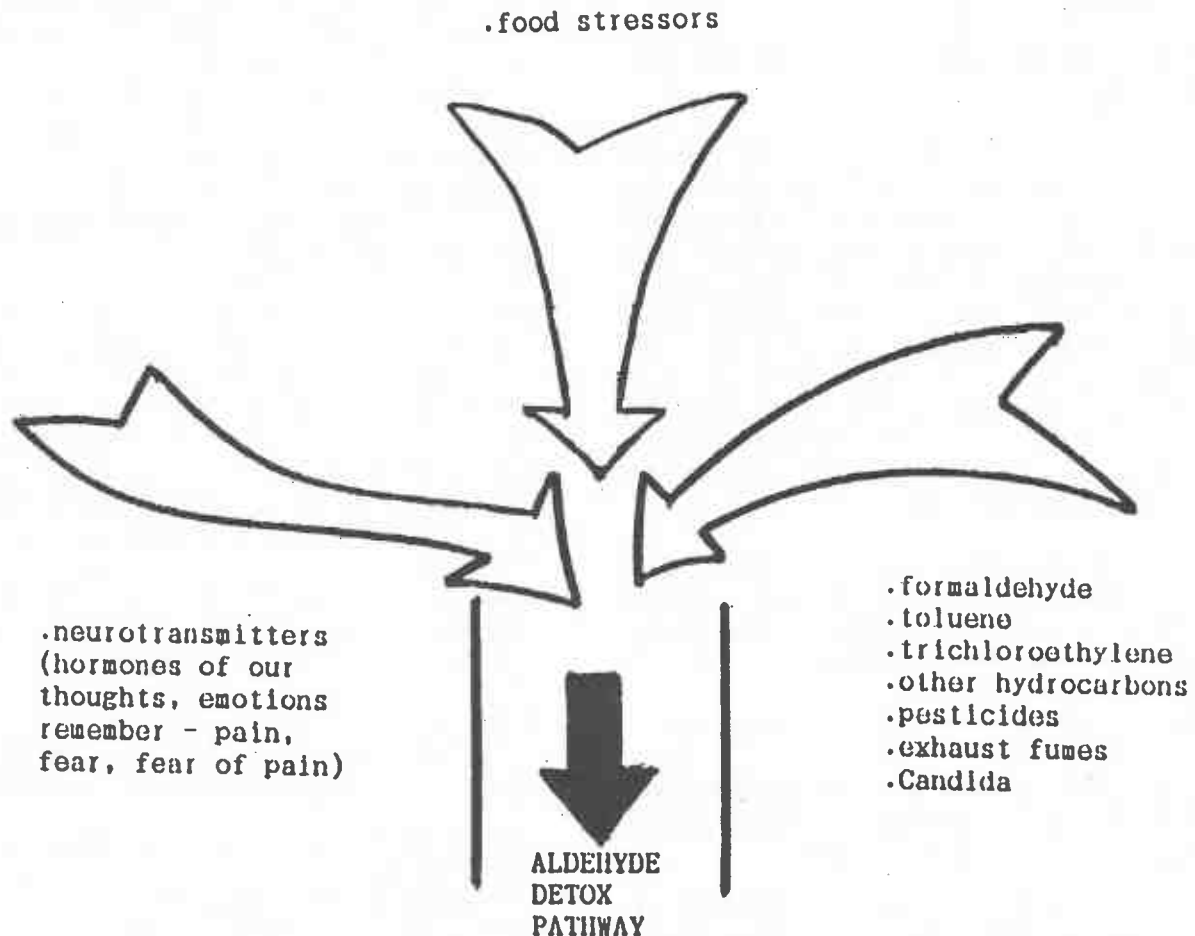 .food stressors
.neurotransmitters
(hormones of our
thoughts, emotions
remember - pain,
fear, fear of pain)
.formaldehyde
.toluene
.trichloroethylene
.other hydrocarbons
.pesticides
.exhaust fumes
.Candida
ALDEHYDE
DETOX
PATHWAY